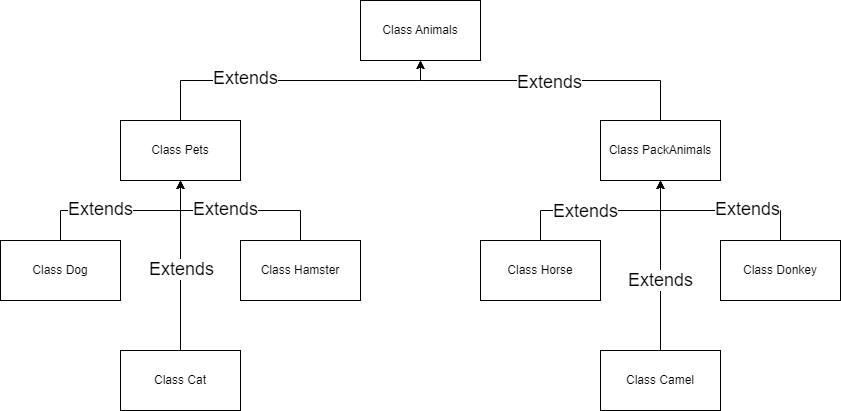 Class Animals
Extends
Extends
Class Pets
Class PackAnimals
Extends
Extends
Extends
Extends
Class Dog
Extends
Class Hamster
Class Horse
Extends
Class Donkey
Class Cat
Class Camel